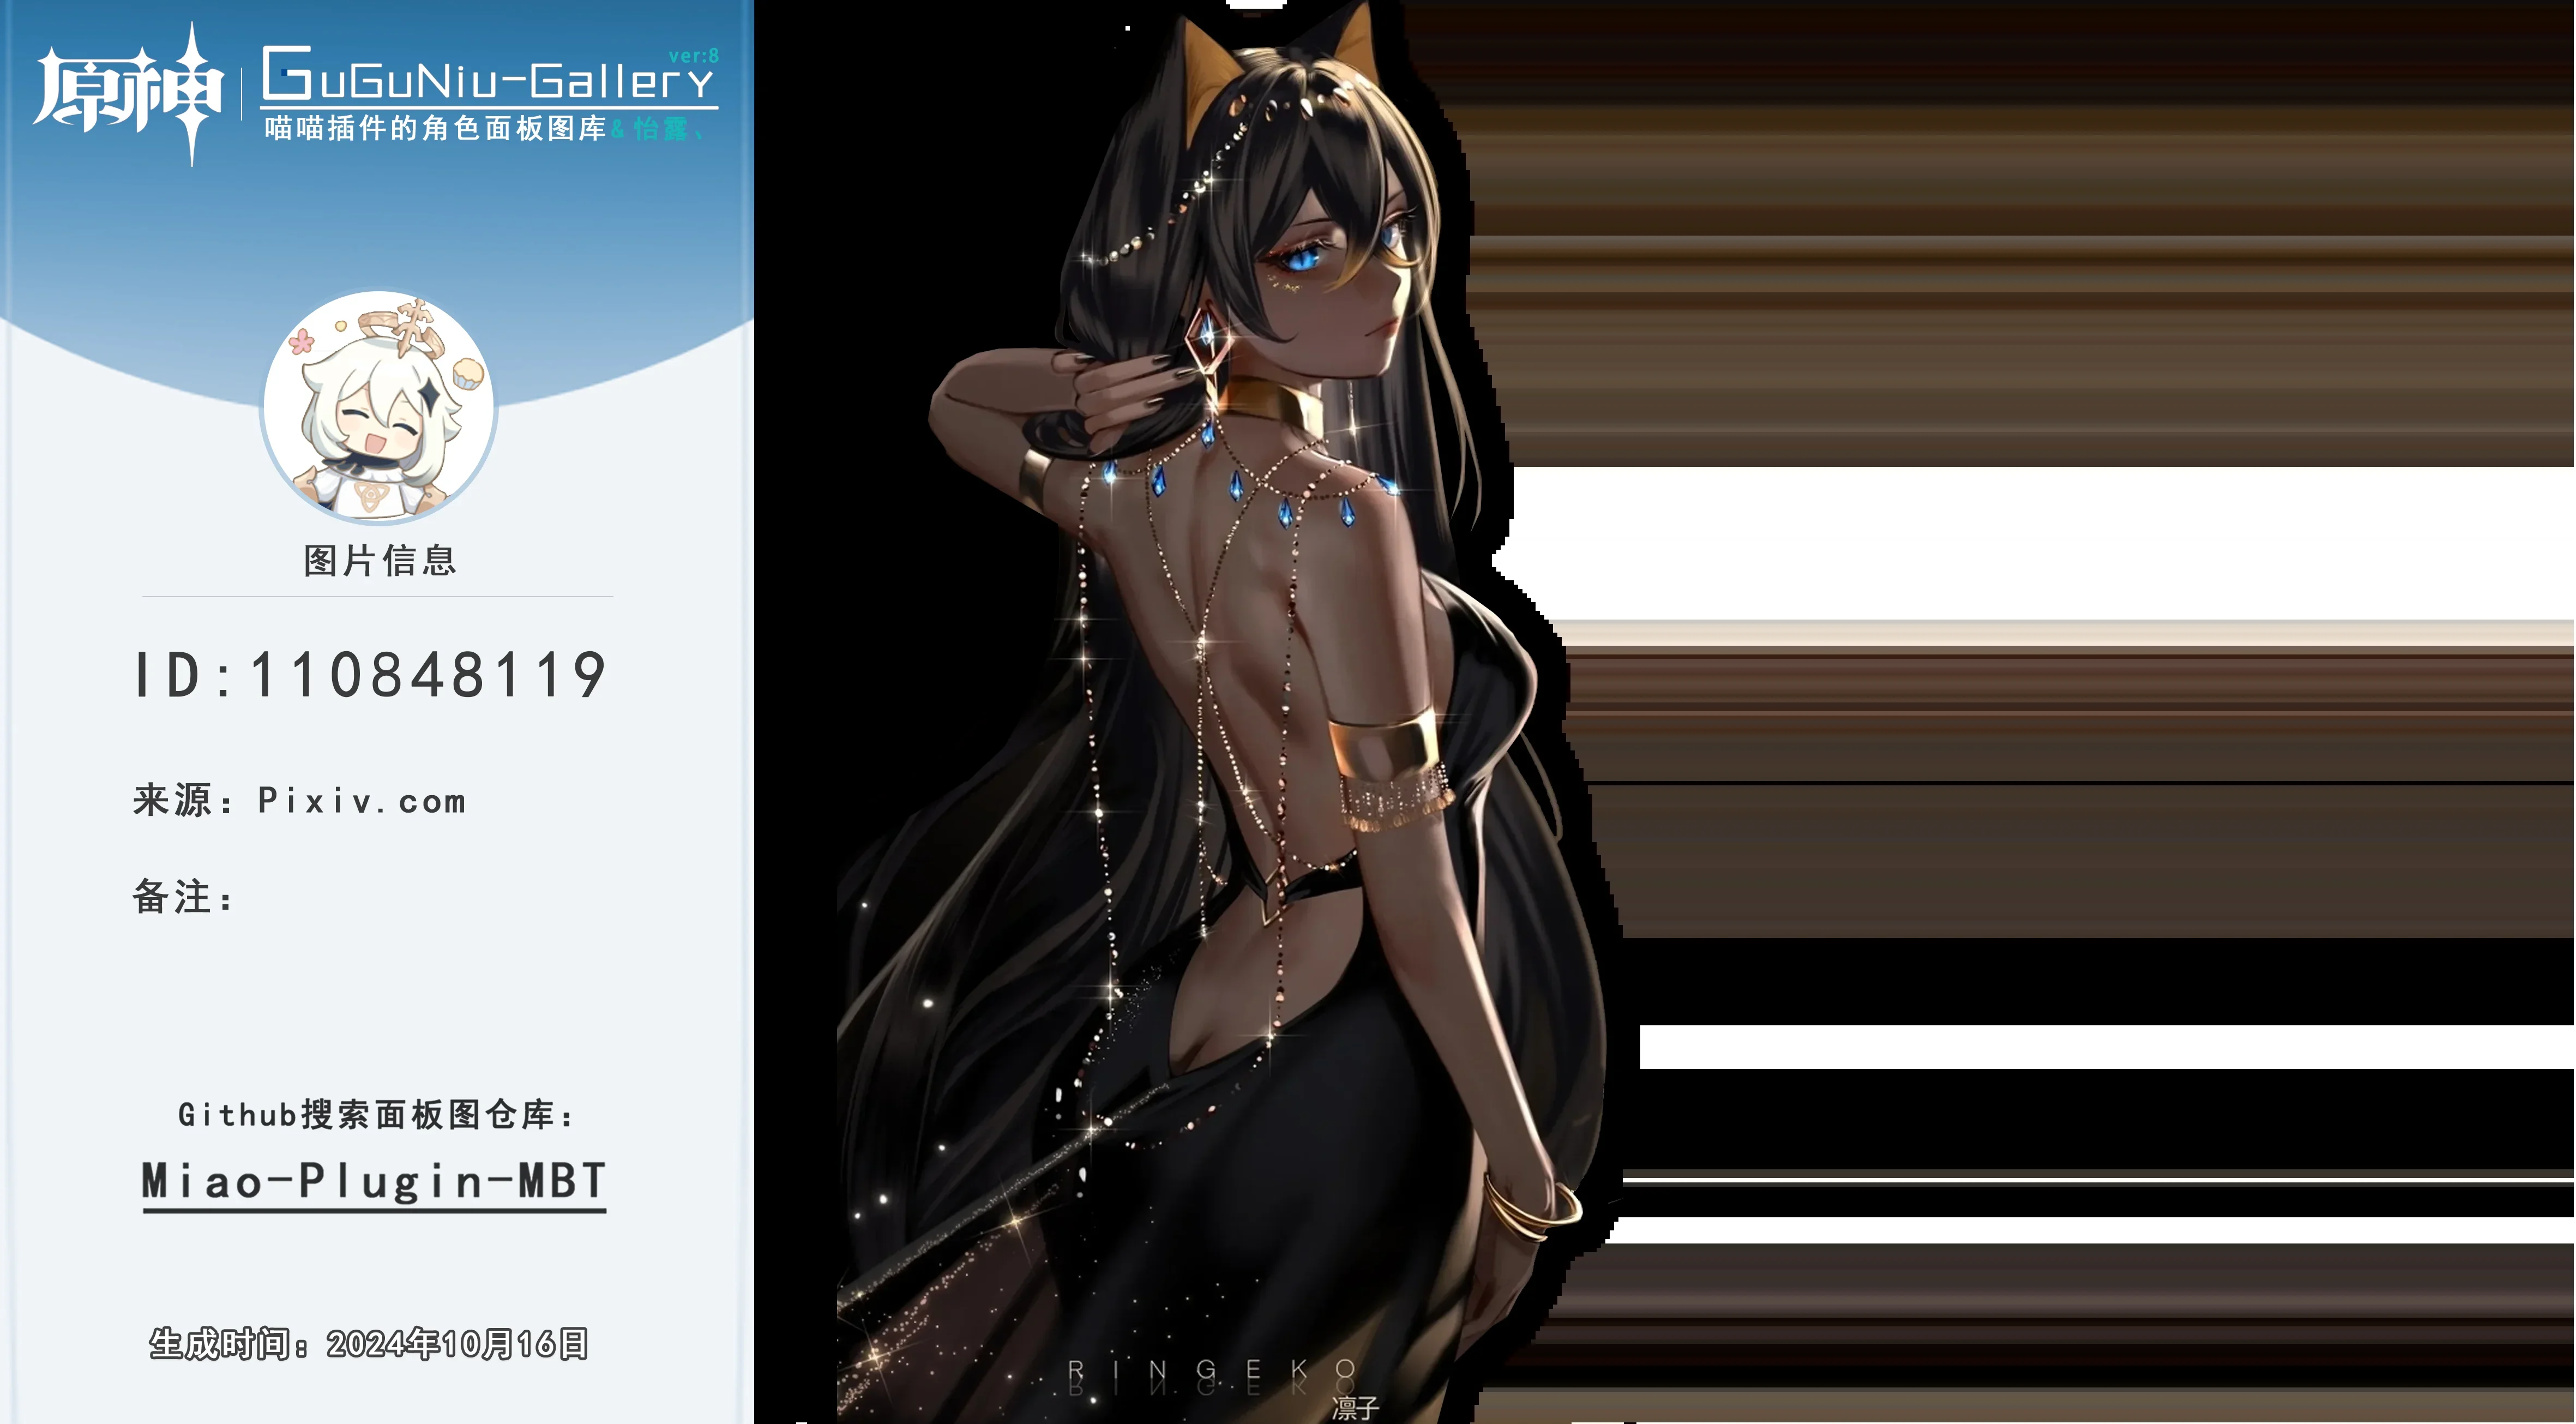 原神
GuGuNiu-Gallery
ver:8
喵喵插件的角色面板图库& 怡露、
图片信息
ID:110848119
来源：Pixiv.com
备注：
Github搜索面板图仓库：
Miao-Plugin-MBT
生成时间：2024年10月16日
RINGEKO
凛子